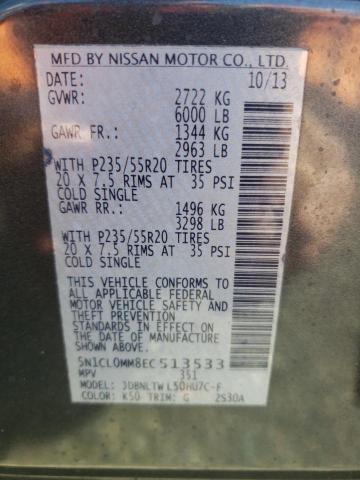 MFD BY NISSAN MOTOR CO., LTD.
DATE: 10/13
GVWR: 2722 KG
6000 LB
GAWR FR.: 1344 KG
2963 LB
WITH P235/55R20 TIRES
20 X 7.5 RIMS AT 35 PSI
COLD SINGLE
GAWR RR.: 1496 KG
3298 LB
WITH P235/55R20 TIRES
20 X 7.5 RIMS AT 35 PSI
COLD SINGLE
THIS VEHICLE CONFORMS TO
ALL APPLICABLE FEDERAL
MOTOR VEHICLE SAFETY AND
THEFT PREVENTION
STANDARDS IN EFFECT ON
THE DATE OF MANUFACTURE
SHOWN ABOVE.
5N1CL0MM8EC513533
MPV 351
MODEL: JDBNLTW L50HU7C-F
COLOR: K50 TRIM: G 2S30A